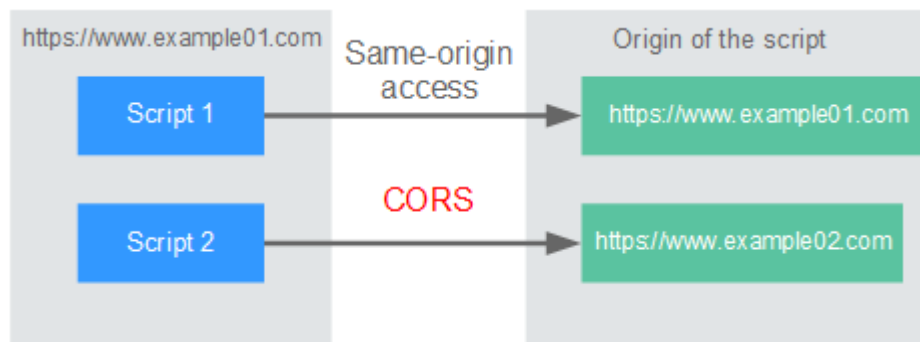 https://www.example01.com
Origin of the script
Same-origin
access
Script 1
https://www.example01.com
CORS
Script 2
https://www.example02.com